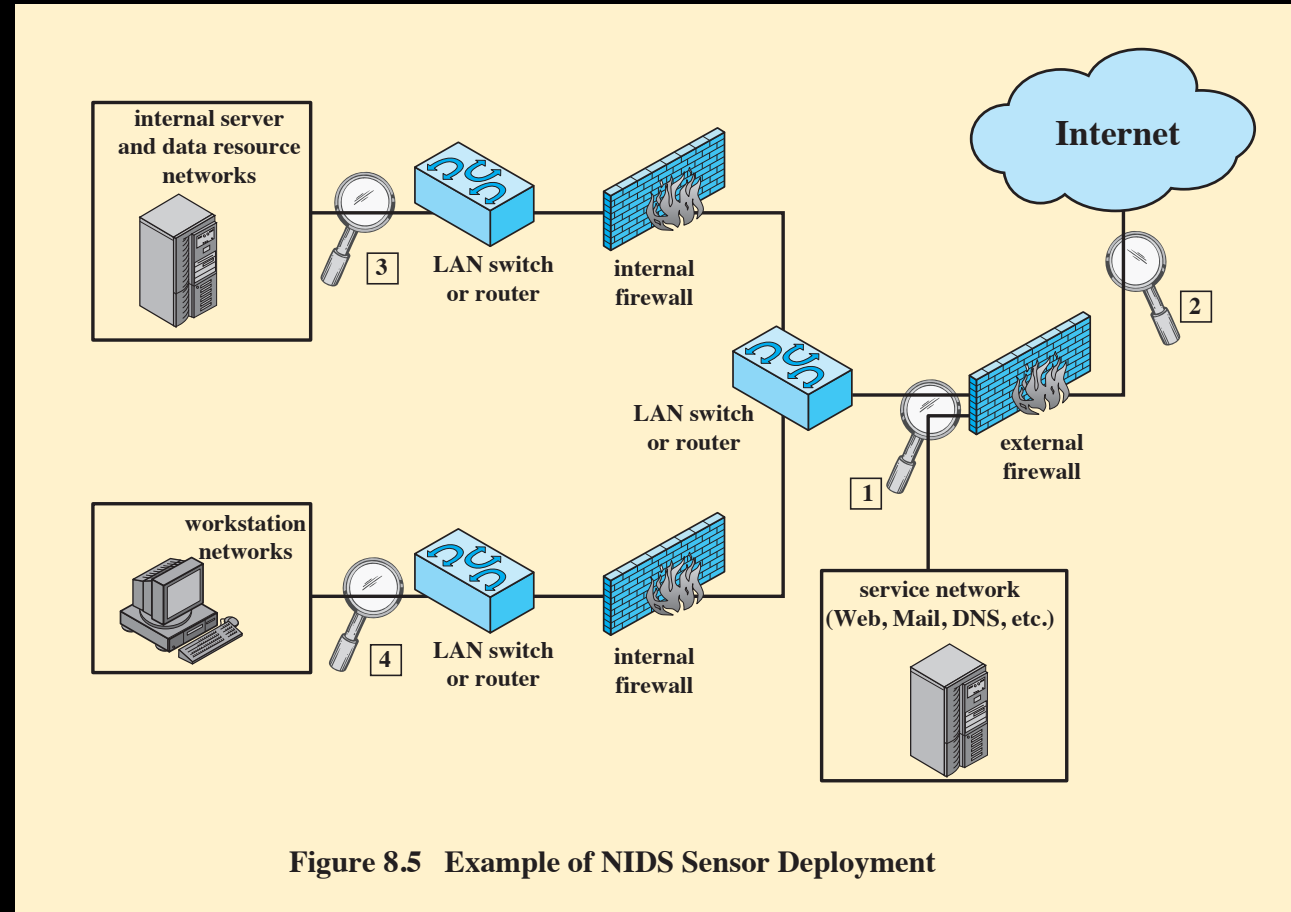 internal server
and data resource
networks
3
LAN switch
or router
internal
firewall
Internet
2
LAN switch
or router
1
external
firewall
workstation
networks
4
LAN switch
or router
internal
firewall
service network
(Web, Mail, DNS, etc.)
Figure 8.5 Example of NIDS Sensor Deployment